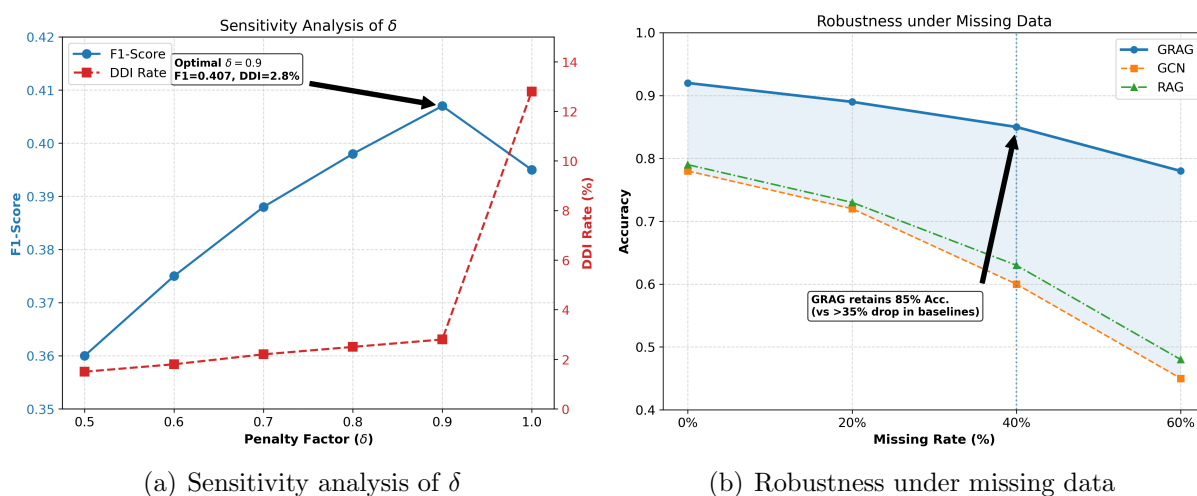 Sensitivity Analysis of δ
F1-Score
DDI Rate
Optimal δ = 0.9
F1=0.407, DDI=2.8%
0.42
0.41
0.40
0.39
0.38
0.37
0.36
0.35
F1-Score
14
12
10
8
6
4
2
0
DDI Rate (%)
0.5 0.6 0.7 0.8 0.9 1.0
Penalty Factor (δ)
(a) Sensitivity analysis of δ
Robustness under Missing Data
GRAG
GCN
RAG
1.0
0.9
0.8
0.7
0.6
0.5
0.4
Accuracy
GRAG retains 85% Acc.
(vs >35% drop in baselines)
0% 20% 40% 60%
Missing Rate (%)
(b) Robustness under missing data